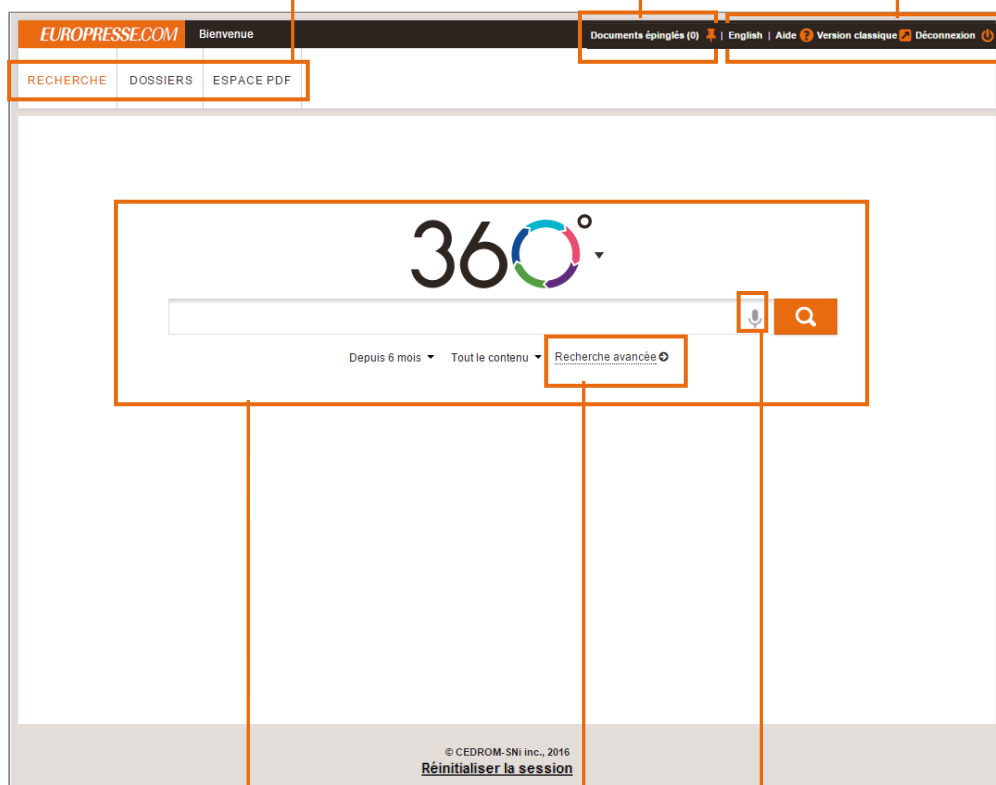 EUROPRESSE.COM Bienvenue Documents épinglés (0) | English | Aide ? Version classique Déconnexion
RECHERCHE DOSSIERS ESPACE PDF
360°
Depuis 6 mois Tout le contenu Recherche avancée
© CEDROM-SNi inc., 2016
Réinitialiser la session